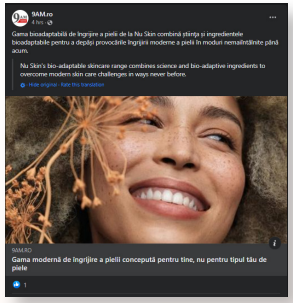 9AM
9AM.ro
4 hrs ·
Gama bioadaptabilă de îngrijire a pielii de la Nu Skin combină știința și ingredientele
bioadaptabile pentru a depăși provocările îngrijirii moderne a pielii în moduri nemaiîntâlnite până
acum.
Nu Skin's bio-adaptable skincare range combines science and bio-adaptive ingredients to
overcome modern skin care challenges in ways never before.
Hide original · Rate this translation
9AM.RO
Gama modernă de îngrijire a pielii concepută pentru tine, nu pentru tipul tău de
piele
1